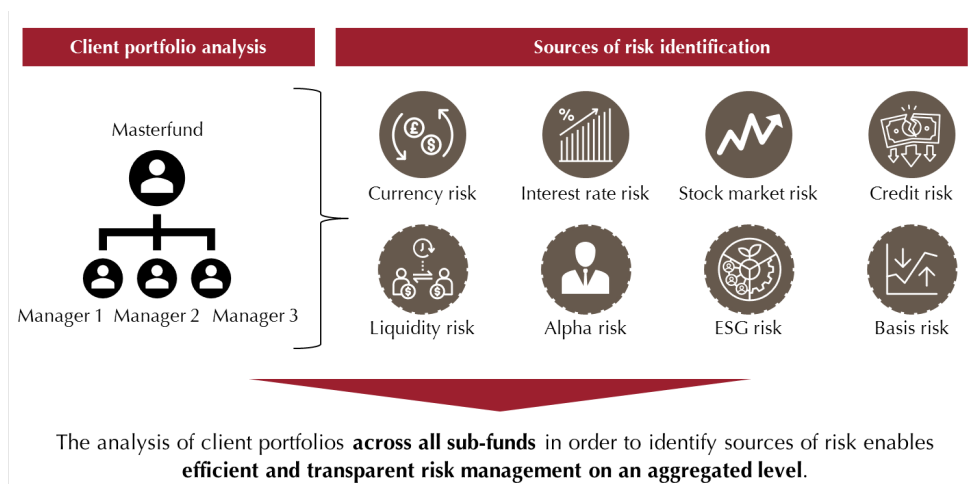 Client portfolio analysis
Sources of risk identification
Masterfund
Manager 1 Manager 2 Manager 3
£
$
%
Currency risk Interest rate risk Stock market risk Credit risk
$ $
Liquidity risk Alpha risk ESG risk Basis risk
The analysis of client portfolios across all sub-funds in order to identify sources of risk enables
efficient and transparent risk management on an aggregated level.